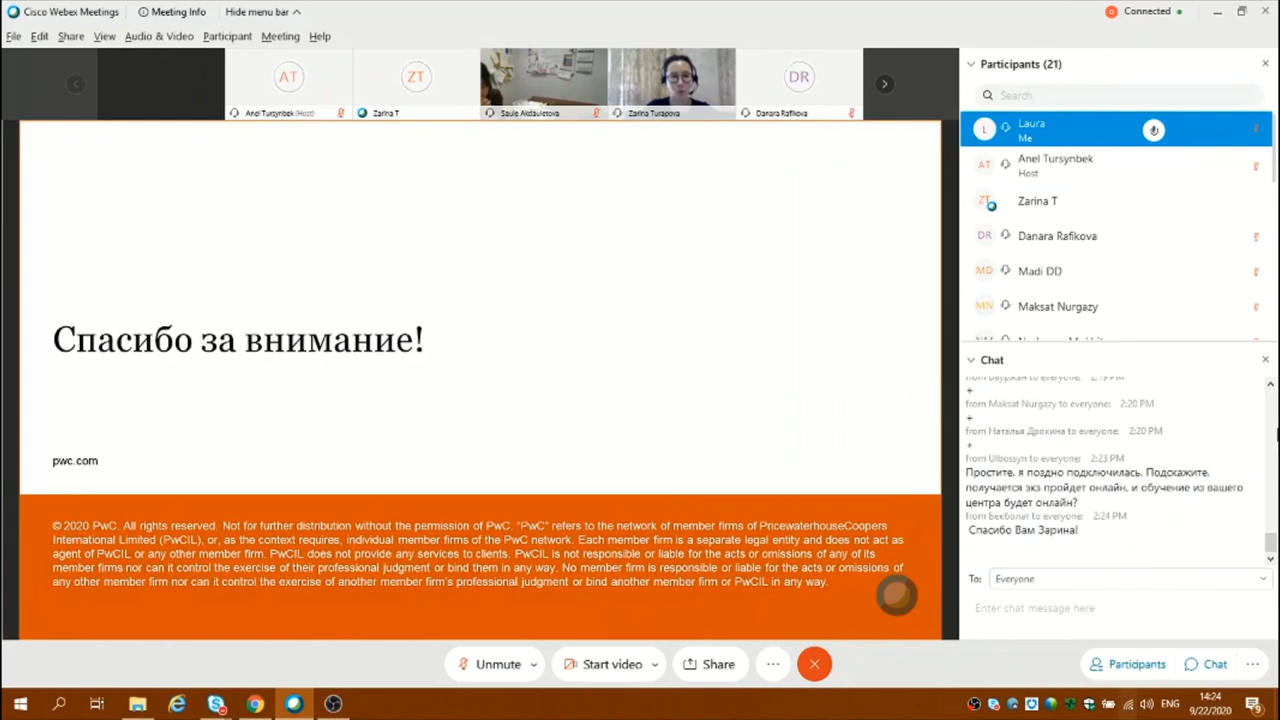 Cisco Webex Meetings
Meeting Info
Hide menu bar
Connected
File Edit Share View Audio & Video Participant Meeting Help
AT
ZT
DR
Anel Tursynbek (Host)
Zarina T
Saule Akdauletova
Zarina Turapova
Danara Rafikova
Спасибо за внимание!
pwc.com
© 2020 PwC. All rights reserved. Not for further distribution without the permission of PwC. “PwC” refers to the network of member firms of PricewaterhouseCoopers
International Limited (PwCIL), or, as the context requires, individual member firms of the PwC network. Each member firm is a separate legal entity and does not act as
agent of PwCIL or any other member firm. PwCIL does not provide any services to clients. PwCIL is not responsible or liable for the acts or omissions of any of its
member firms nor can it control the exercise of their professional judgment or bind them in any way. No member firm is responsible or liable for the acts or omissions of
any other member firm nor can it control the exercise of another member firm's professional judgment or bind another member firm or PwCIL in any way.
Participants (21)
Search
L Laura
Me
AT Anel Tursynbek
Host
ZT Zarina T
DR Danara Rafikova
MD Madi DD
MN Maksat Nurgazy
Chat
to everyone: 2:19 PM
+
from Maksat Nurgazy to everyone: 2:20 PM
+
from Наталья Дрокина to everyone: 2:20 PM
+
from Ulbossyn to everyone: 2:23 PM
Простите, я поздно подключилась. Подскажите,
получается экз пройдет онлайн, и обучение из вашего
центра будет онлайн?
from Бекболат to everyone: 2:24 PM
Спасибо Вам Зарина!
To: Everyone
Enter chat message here
Unmute
Start video
Share
Participants
Chat
ENG
14:24
9/22/2020
9